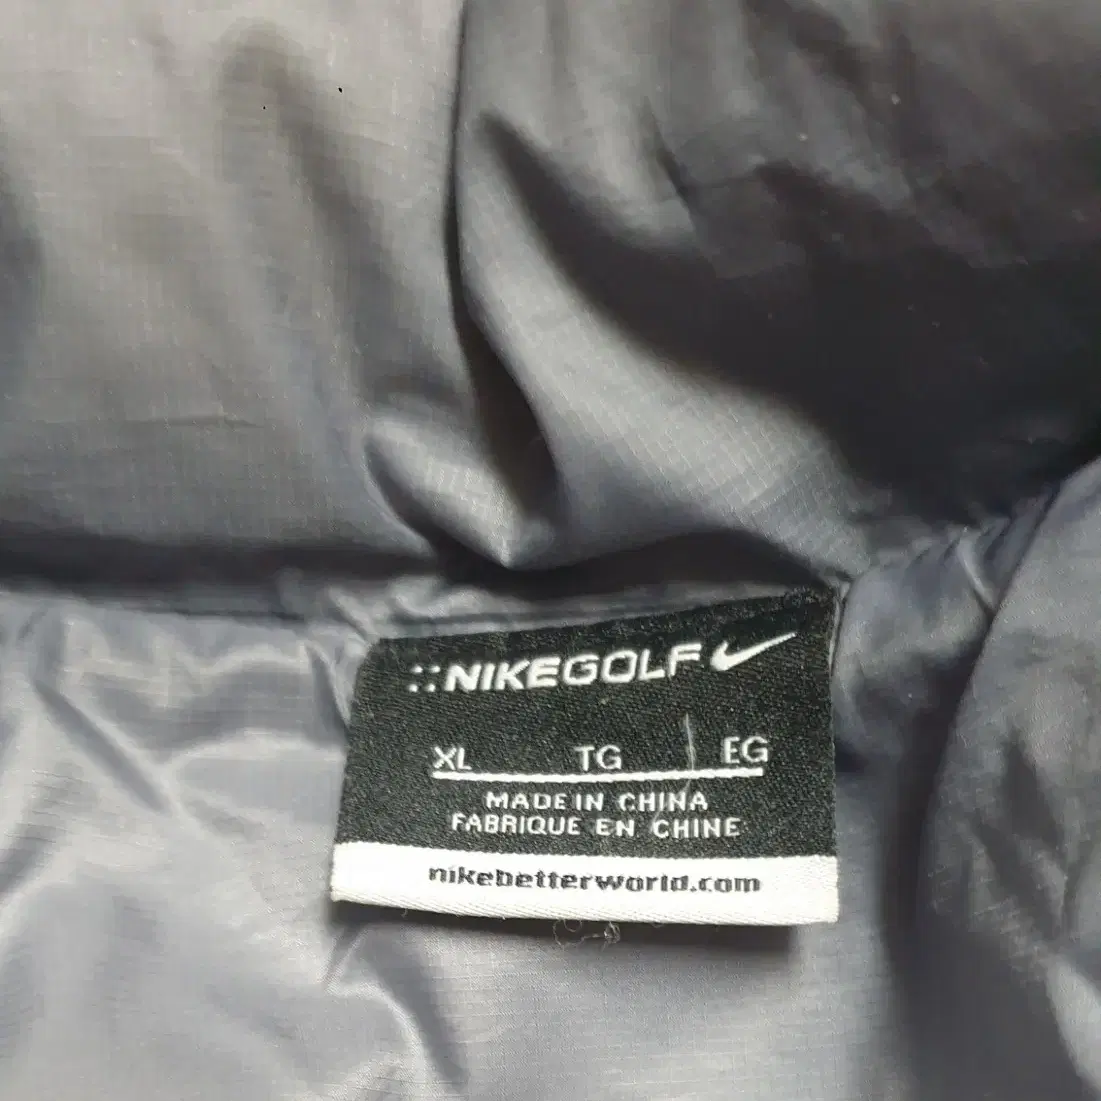 NIKEGOLF
XL TG EG
MADE IN CHINA
FABRIQUE EN CHINE
nikebetterworld.com